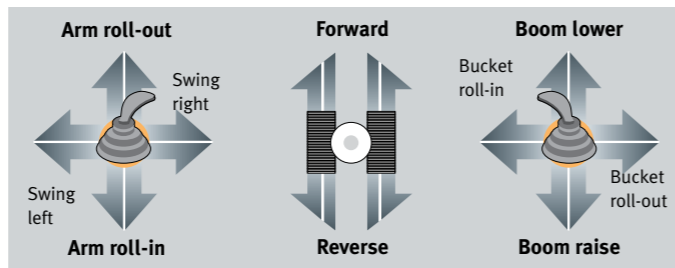 Arm roll-out
Swing
right
Swing
left
Arm roll-in
Forward
Reverse
Boom lower
Bucket
roll-in
Bucket
roll-out
Boom raise